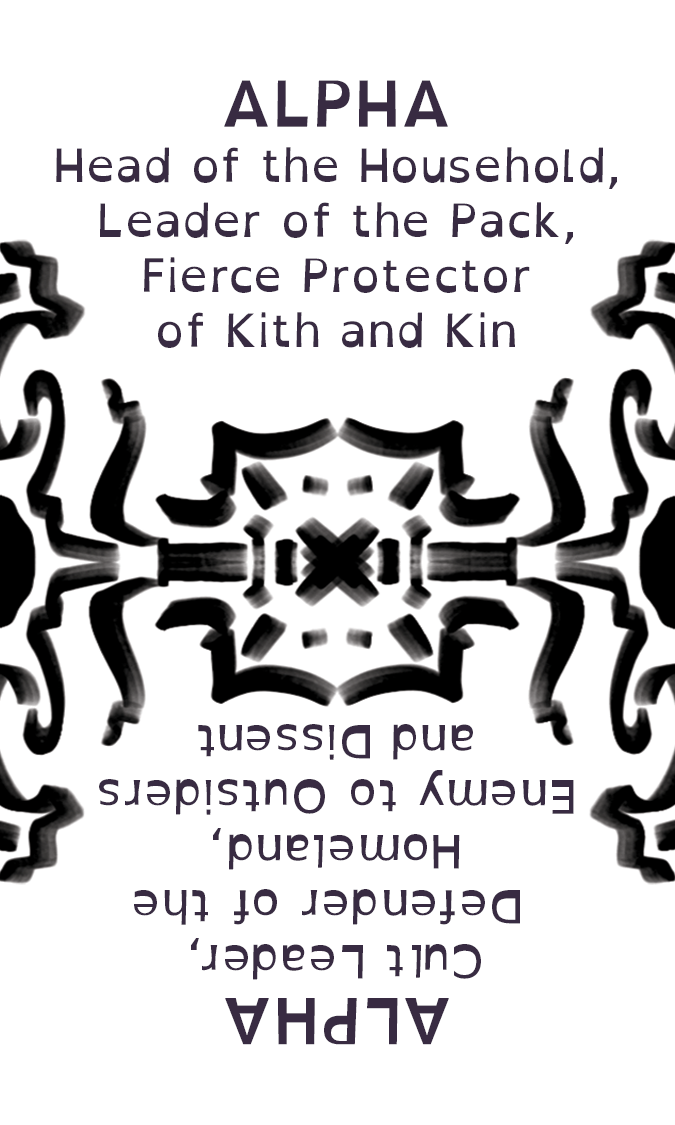 ALPHA
Head of the Household,
Leader of the Pack,
Fierce Protector
of Kith and Kin
ALPHA
Cult Leader,
Defender of the
Homeland,
Enemy to Outsiders
and Dissent